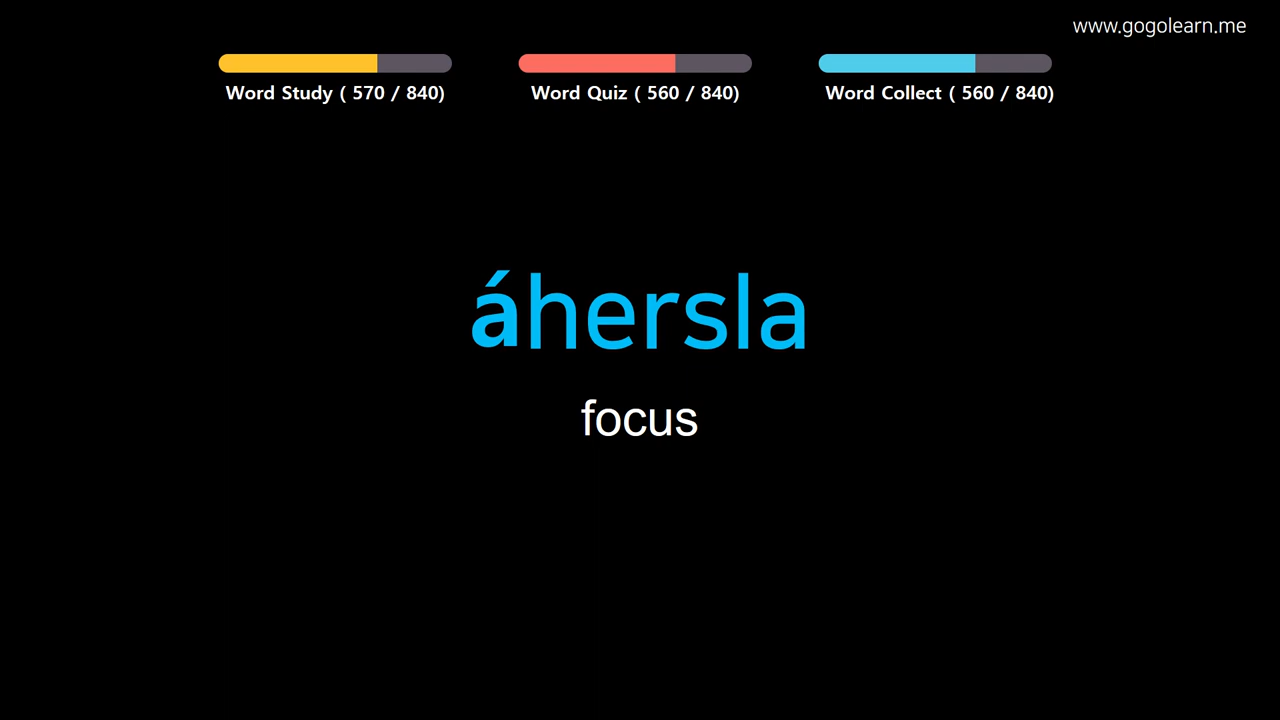 www.gogolearn.me
Word Study ( 570 / 840)
Word Quiz ( 560 / 840)
Word Collect ( 560 / 840)
áhersla
focus